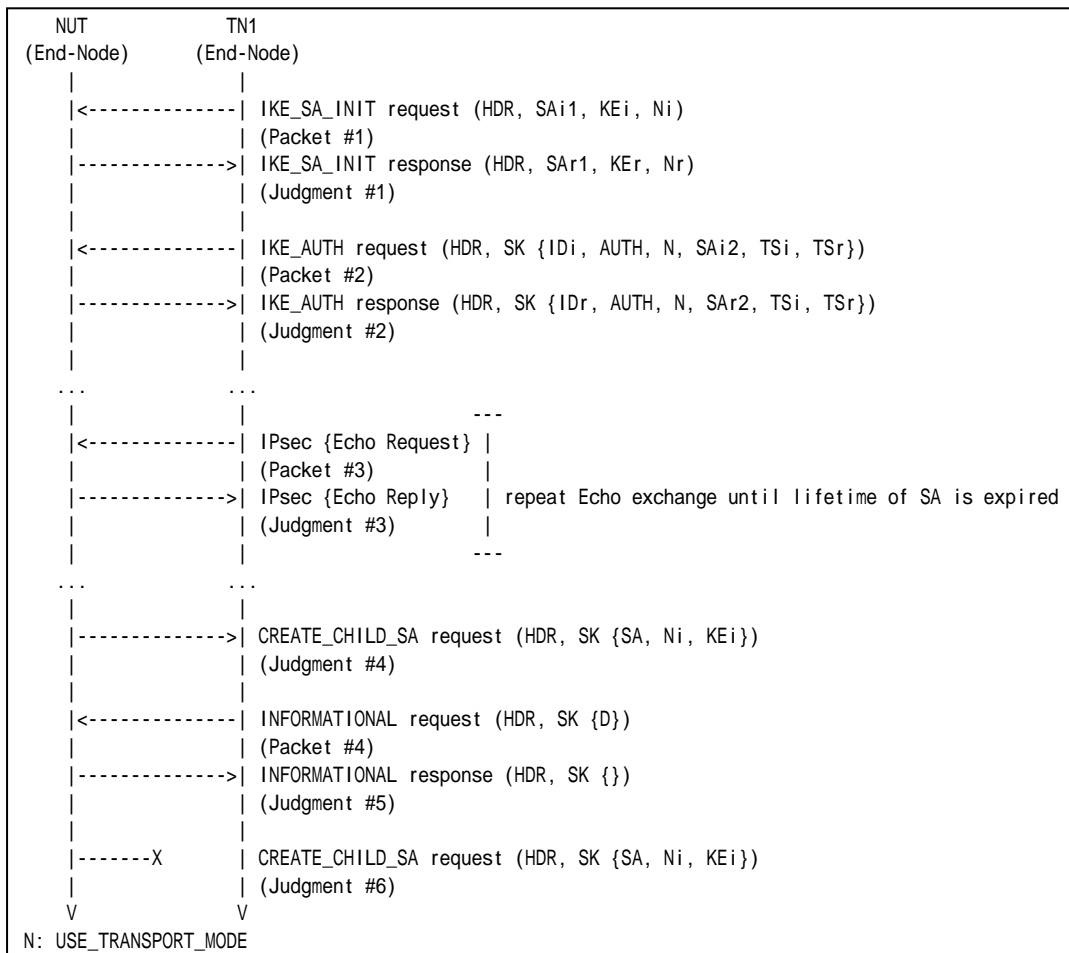 NUT TN1
(End-Node) (End-Node)
| |
|<--------------| IKE_SA_INIT request (HDR, SAi1, KEi, Ni)
| | (Packet #1)
|-------------->| IKE_SA_INIT response (HDR, SAr1, KEr, Nr)
| | (Judgment #1)
| |
|<--------------| IKE_AUTH request (HDR, SK {IDi, AUTH, N, SAi2, TSi, TSr})
| | (Packet #2)
|-------------->| IKE_AUTH response (HDR, SK {IDr, AUTH, N, SAr2, TSi, TSr})
| | (Judgment #2)
| |
... ...
| | ---
|<--------------| IPsec {Echo Request} |
| | (Packet #3) |
|-------------->| IPsec {Echo Reply} | repeat Echo exchange until lifetime of SA is expired
| | (Judgment #3) |
| | ---
... ...
| |
|-------------->| CREATE_CHILD_SA request (HDR, SK {SA, Ni, KEi})
| | (Judgment #4)
| |
|<--------------| INFORMATIONAL request (HDR, SK {D})
| | (Packet #4)
|-------------->| INFORMATIONAL response (HDR, SK {})
| | (Judgment #5)
| |
|-------X | CREATE_CHILD_SA request (HDR, SK {SA, Ni, KEi})
| | (Judgment #6)
V V
N: USE_TRANSPORT_MODE